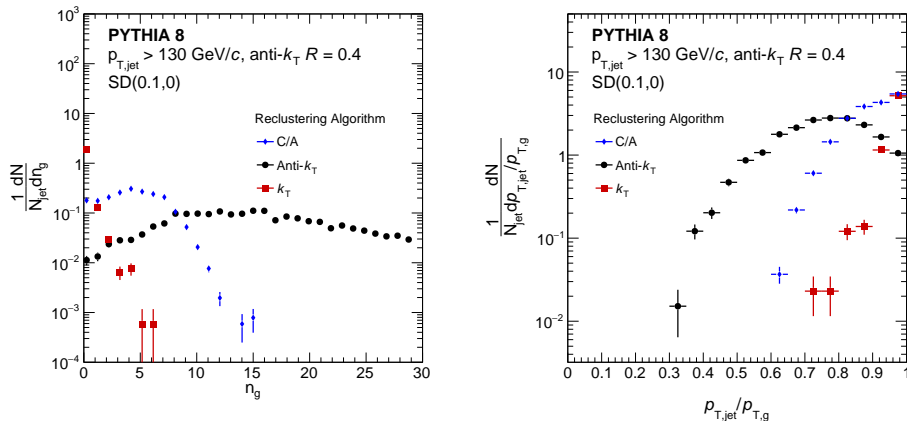 PYTHIA 8
p_T,jet > 130 GeV/c, anti-k_T R = 0.4
SD(0.1,0)
Reclustering Algorithm
C/A
Anti-k_T
k_T
1 dN
N_jet dn_g
10^3
10^2
10
1
10^−1
10^−2
10^−3
10^−4
0 5 10 15 20 25 30
n_g
PYTHIA 8
p_T,jet > 130 GeV/c, anti-k_T R = 0.4
SD(0.1,0)
Reclustering Algorithm
C/A
Anti-k_T
k_T
1 dN
N_jet dp_T,jet/p_T,g
10^2
10
1
10^−1
10^−2
0 0.1 0.2 0.3 0.4 0.5 0.6 0.7 0.8 0.9 1
p_T,jet/p_T,g